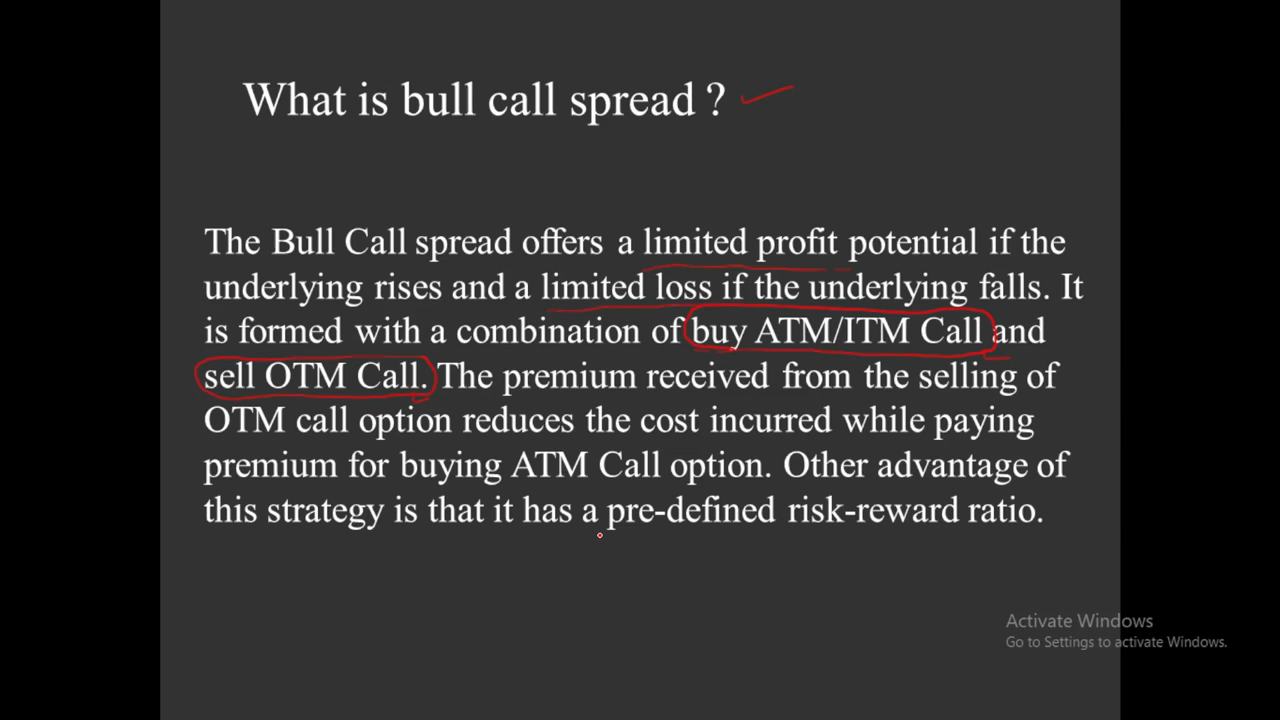 What is bull call spread ?
The Bull Call spread offers a limited profit potential if the
underlying rises and a limited loss if the underlying falls. It
is formed with a combination of buy ATM/ITM Call and
sell OTM Call. The premium received from the selling of
OTM call option reduces the cost incurred while paying
premium for buying ATM Call option. Other advantage of
this strategy is that it has a pre-defined risk-reward ratio.
Activate Windows
Go to Settings to activate Windows.